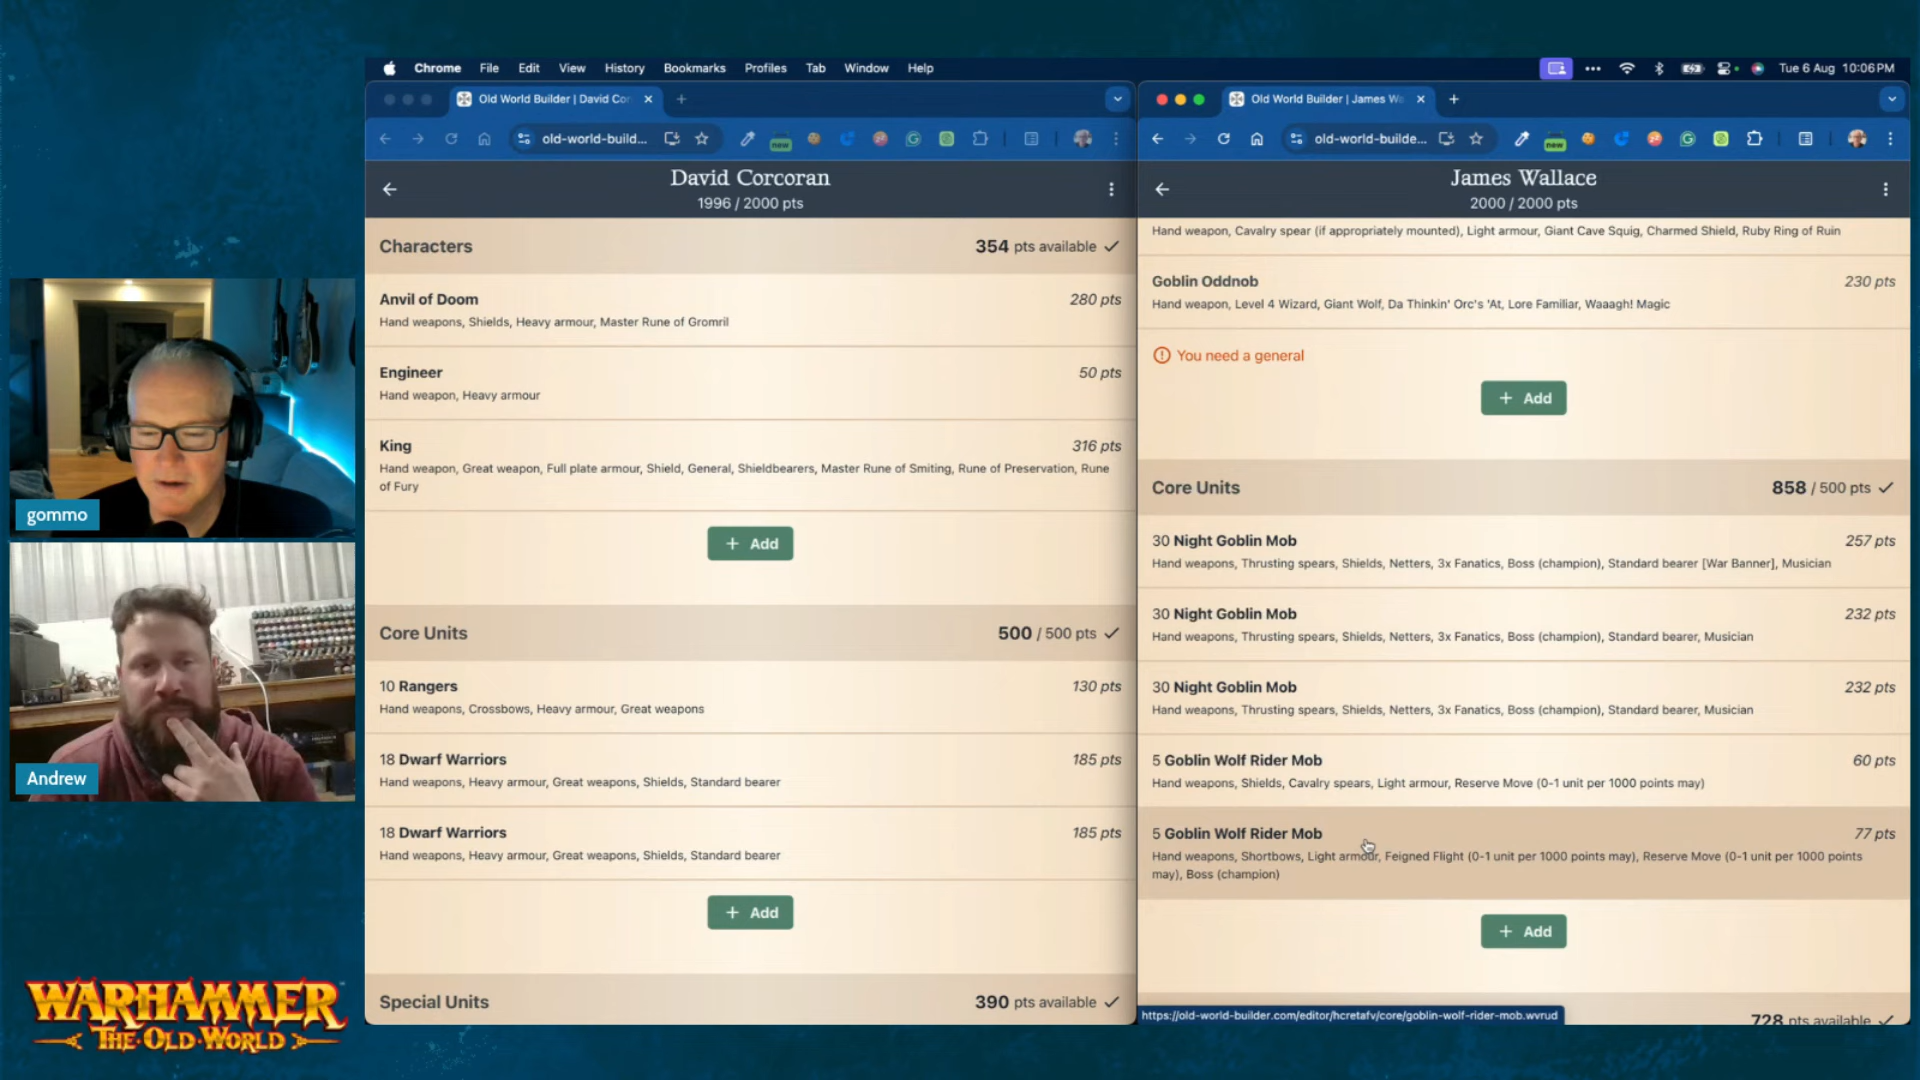 Chrome File Edit View History Bookmarks Profiles Tab Window Help
Tue 6 Aug 10:06 PM
Old World Builder | David Cor
old-world-build...
new
David Corcoran
1996 / 2000 pts
Characters 354 pts available
Anvil of Doom 280 pts
Hand weapons, Shields, Heavy armour, Master Rune of Gromril
Engineer 50 pts
Hand weapon, Heavy armour
King 316 pts
Hand weapon, Great weapon, Full plate armour, Shield, General, Shieldbearers, Master Rune of Smiting, Rune of Preservation, Rune
of Fury
+ Add
Core Units 500 / 500 pts
10 Rangers 130 pts
Hand weapons, Crossbows, Heavy armour, Great weapons
18 Dwarf Warriors 185 pts
Hand weapons, Heavy armour, Great weapons, Shields, Standard bearer
18 Dwarf Warriors 185 pts
Hand weapons, Heavy armour, Great weapons, Shields, Standard bearer
+ Add
Special Units 390 pts available
Old World Builder | James Wa
old-world-builde...
new
James Wallace
2000 / 2000 pts
Hand weapon, Cavalry spear (if appropriately mounted), Light armour, Giant Cave Squig, Charmed Shield, Ruby Ring of Ruin
Goblin Oddnob 230 pts
Hand weapon, Level 4 Wizard, Giant Wolf, Da Thinkin' Orc's 'At, Lore Familiar, Waaagh! Magic
You need a general
+ Add
Core Units 858 / 500 pts
30 Night Goblin Mob 257 pts
Hand weapons, Thrusting spears, Shields, Netters, 3x Fanatics, Boss (champion), Standard bearer [War Banner], Musician
30 Night Goblin Mob 232 pts
Hand weapons, Thrusting spears, Shields, Netters, 3x Fanatics, Boss (champion), Standard bearer, Musician
30 Night Goblin Mob 232 pts
Hand weapons, Thrusting spears, Shields, Netters, 3x Fanatics, Boss (champion), Standard bearer, Musician
5 Goblin Wolf Rider Mob 60 pts
Hand weapons, Shields, Cavalry spears, Light armour, Reserve Move (0-1 unit per 1000 points may)
5 Goblin Wolf Rider Mob 77 pts
Hand weapons, Shortbows, Light armour, Feigned Flight (0-1 unit per 1000 points may), Reserve Move (0-1 unit per 1000 points
may), Boss (champion)
+ Add
https://old-world-builder.com/editor/hcretafv/core/goblin-wolf-rider-mob.wvrud
728 pts available
gommo
Andrew
WARHAMMER
THE OLD WORLD